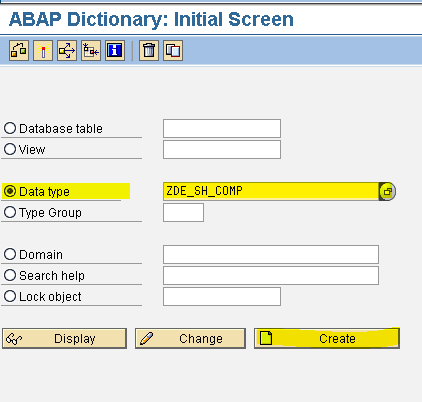 ABAP Dictionary: Initial Screen
Database table
View
Data type ZDE_SH_COMP
Type Group
Domain
Search help
Lock object
Display Change Create